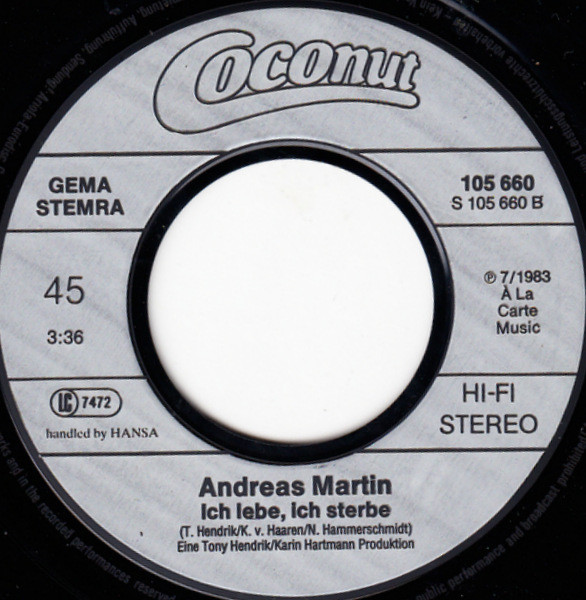 Coconut
GEMA
STEMRA
105 660
S 105 660 B
45
3:36
℗ 7/1983
À La
Carte
Music
LC 7472
handled by HANSA
HI-FI
STEREO
Andreas Martin
Ich lebe, ich sterbe
(T. Hendrik/K. v. Haaren/N. Hammerschmidt)
Eine Tony Hendrik/Karin Hartmann Produktion